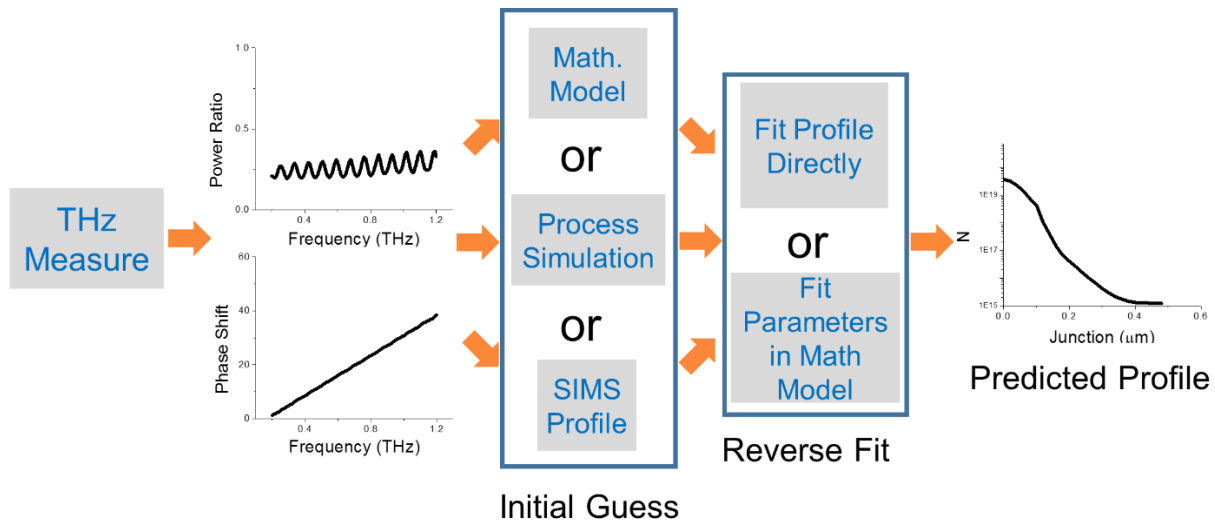 THz
Measure
Power Ratio
1.0
0.5
0.0
0.4
0.8
1.2
Frequency (THz)
Phase Shift
60
40
20
0
0.4
0.8
1.2
Frequency (THz)
Math.
Model
or
Process
Simulation
or
SIMS
Profile
Initial Guess
Fit Profile
Directly
or
Fit
Parameters
in Math
Model
Reverse Fit
N
1E19
1E17
1E15
0.0
0.2
0.4
0.6
Junction (μm)
Predicted Profile